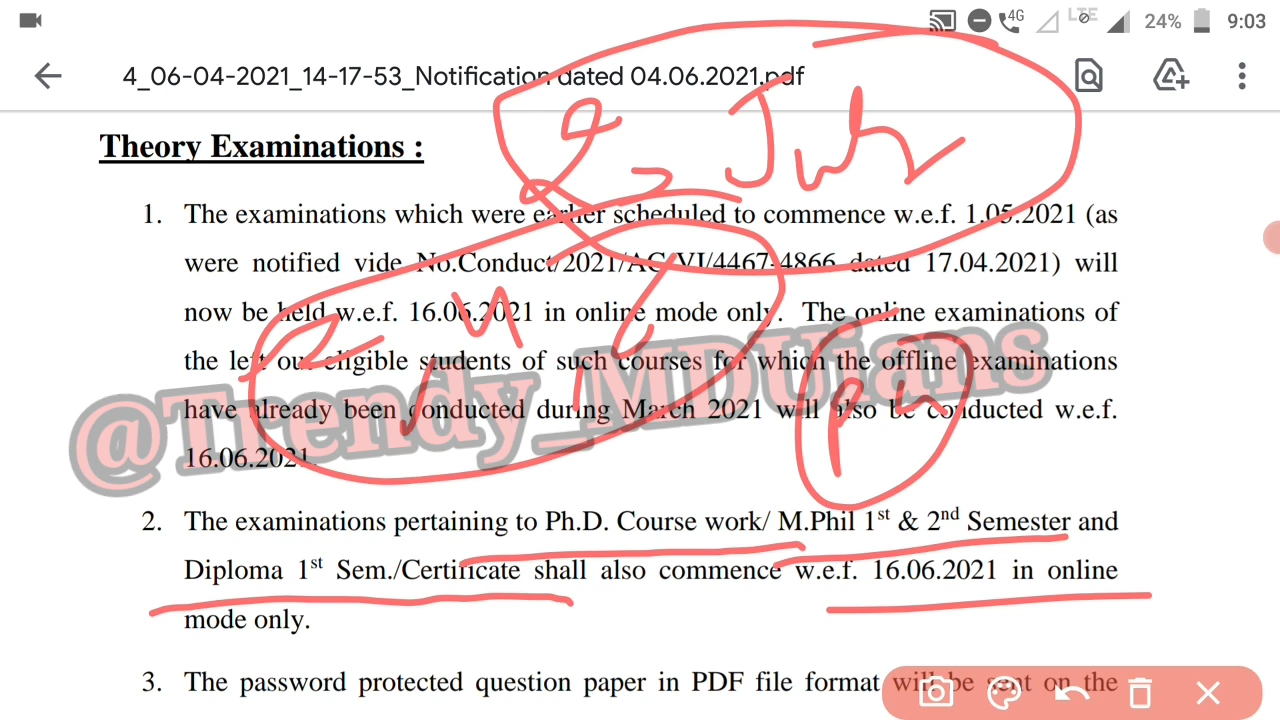 4G LTE 24% 9:03
4_06-04-2021_14-17-53_Notification dated 04.06.2021.pdf
Theory Examinations :
1. The examinations which were earlier scheduled to commence w.e.f. 1.05.2021 (as
were notified vide No.Conduct/2021/AC/VI/4467-4866 dated 17.04.2021) will
now be held w.e.f. 16.06.2021 in online mode only. The online examinations of
the left out eligible students of such courses for which the offline examinations
have already been conducted during March 2021 will also be conducted w.e.f.
16.06.2021.
@Trendy_MDUians
2. The examinations pertaining to Ph.D. Course work/ M.Phil 1st & 2nd Semester and
Diploma 1st Sem./Certificate shall also commence w.e.f. 16.06.2021 in online
mode only.
3. The password protected question paper in PDF file format will be sent on the